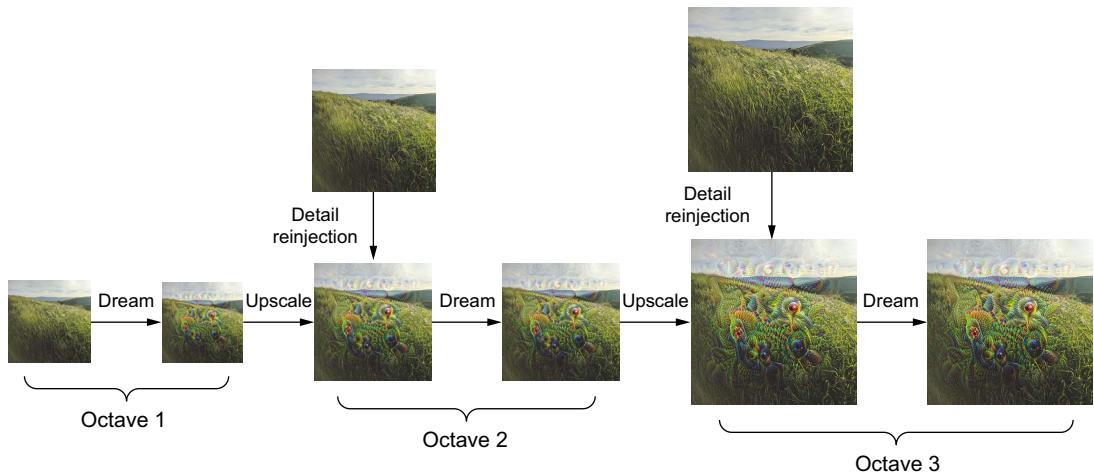 Detail
reinjection
Detail
reinjection
Dream
Upscale
Dream
Upscale
Dream
Octave 1
Octave 2
Octave 3